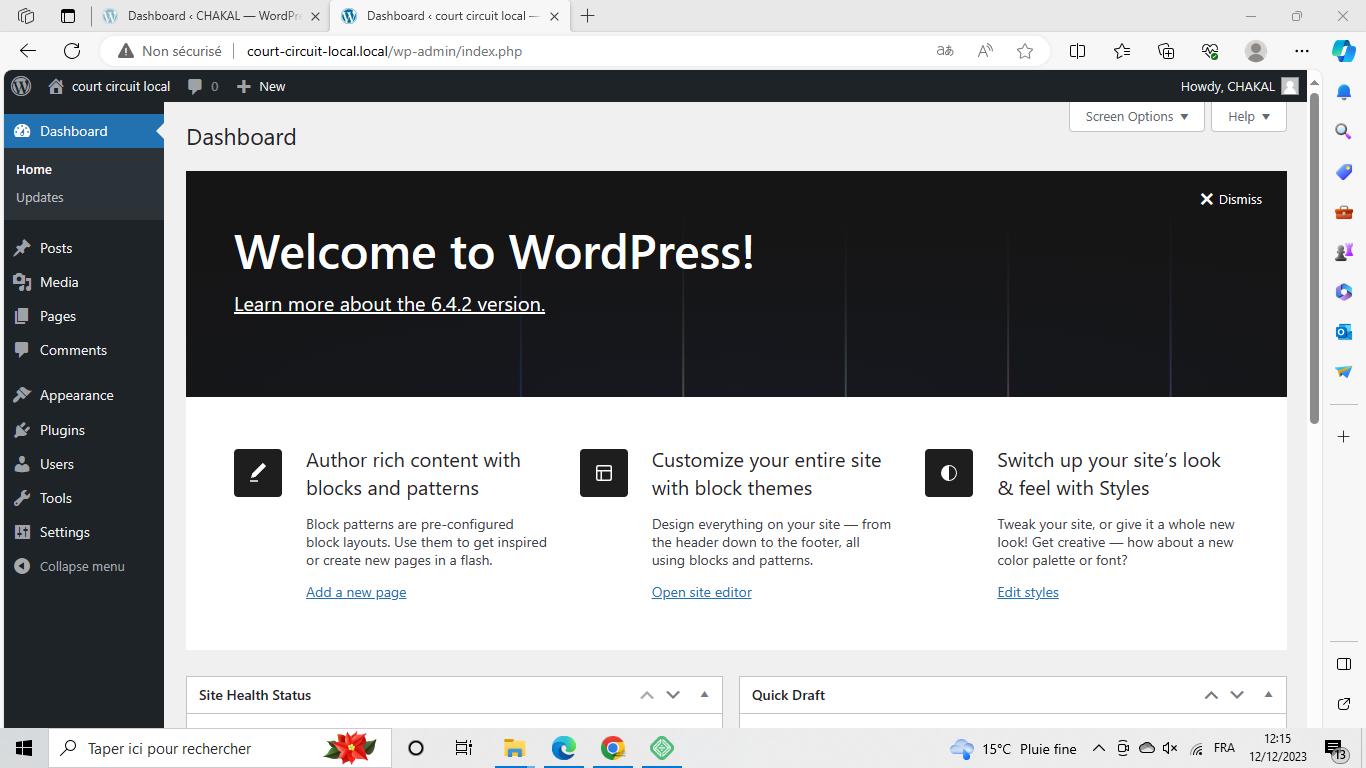 Dashboard ‹ CHAKAL — WordPre
Dashboard ‹ court circuit local —
Non sécurisé
court-circuit-local.local/wp-admin/index.php
aあ
court circuit local
0
New
Howdy, CHAKAL
Dashboard
Home
Updates
Posts
Media
Pages
Comments
Appearance
Plugins
Users
Tools
Settings
Collapse menu
Screen Options
Help
Dashboard
Dismiss
Welcome to WordPress!
Learn more about the 6.4.2 version.
Author rich content with
blocks and patterns
Block patterns are pre-configured
block layouts. Use them to get inspired
or create new pages in a flash.
Add a new page
Customize your entire site
with block themes
Design everything on your site — from
the header down to the footer, all
using blocks and patterns.
Open site editor
Switch up your site’s look
& feel with Styles
Tweak your site, or give it a whole new
look! Get creative — how about a new
color palette or font?
Edit styles
Site Health Status
Quick Draft
Taper ici pour rechercher
15°C Pluie fine
FRA
12:15
12/12/2023
13